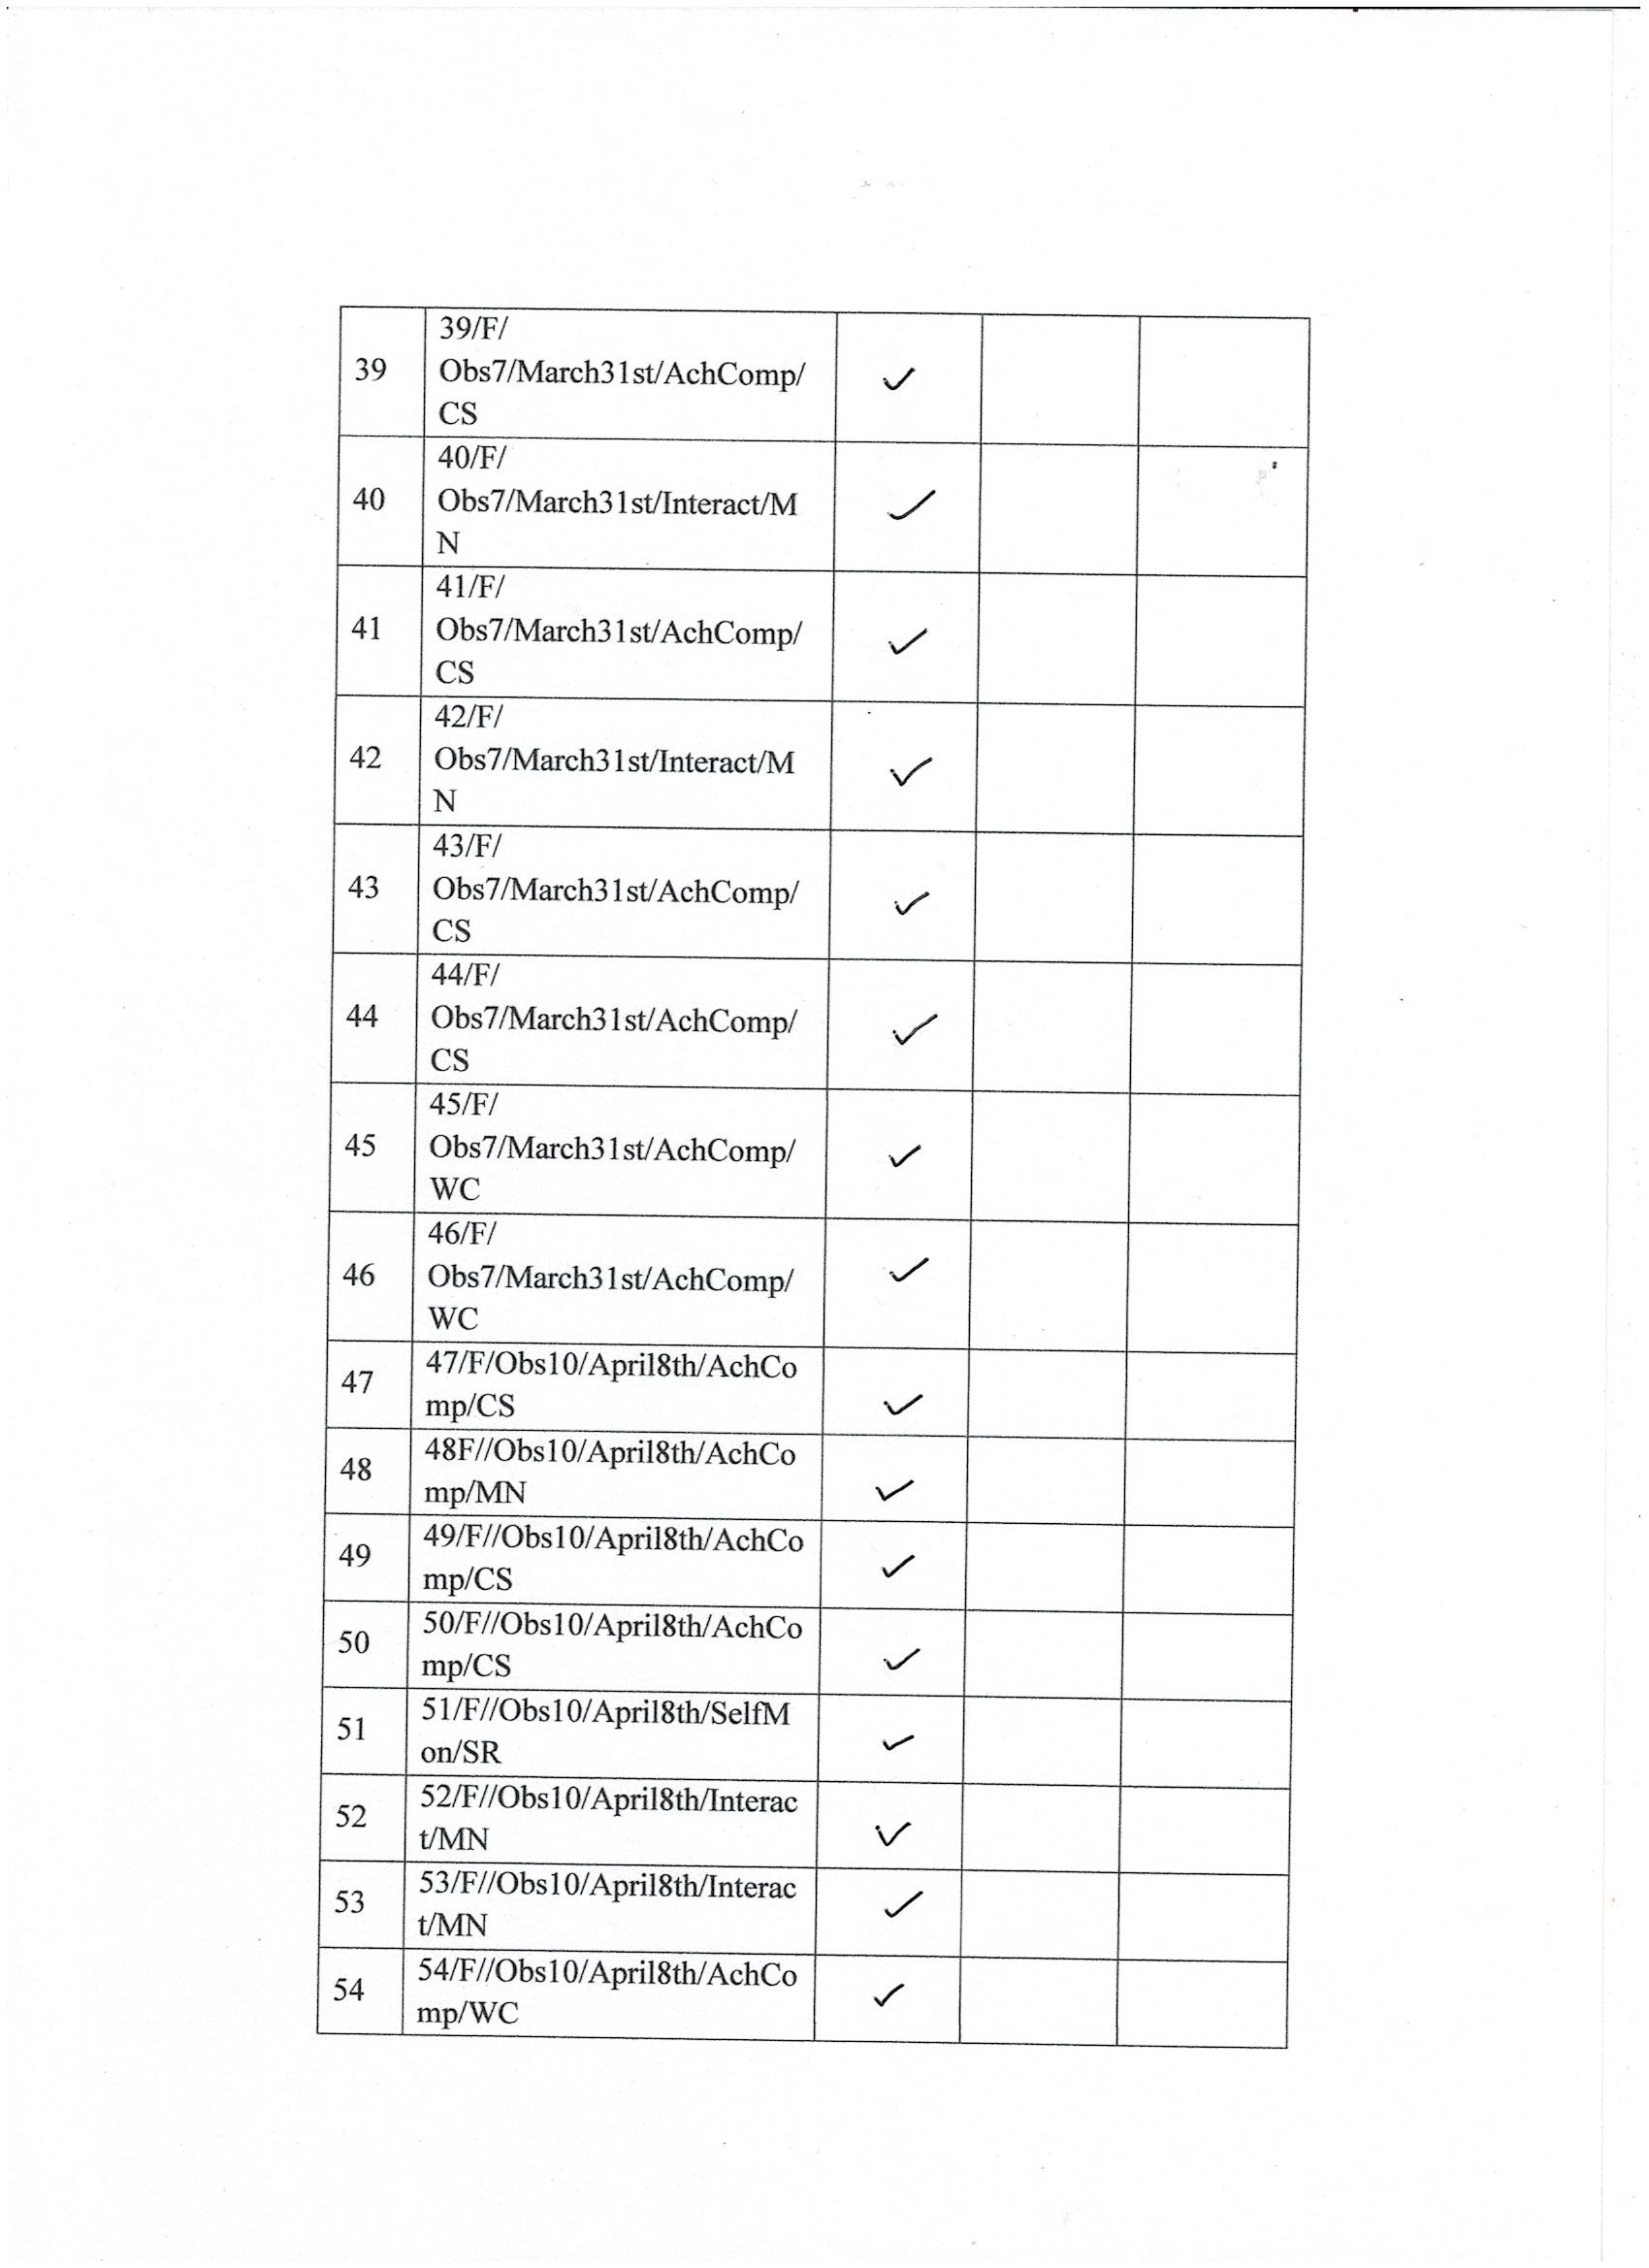 39
39/F/
Obs7/March31st/AchComp/
CS
✓
40
40/F/
Obs7/March31st/Interact/M
N
✓
41
41/F/
Obs7/March31st/AchComp/
CS
✓
42
42/F/
Obs7/March31st/Interact/M
N
✓
43
43/F/
Obs7/March31st/AchComp/
CS
✓
44
44/F/
Obs7/March31st/AchComp/
CS
✓
45
45/F/
Obs7/March31st/AchComp/
WC
✓
46
46/F/
Obs7/March31st/AchComp/
WC
✓
47
47/F/Obs10/April8th/AchCo
mp/CS
✓
48
48F//Obs10/April8th/AchCo
mp/MN
✓
49
49/F//Obs10/April8th/AchCo
mp/CS
✓
50
50/F//Obs10/April8th/AchCo
mp/CS
✓
51
51/F//Obs10/April8th/SelfM
on/SR
✓
52
52/F//Obs10/April8th/Interac
t/MN
✓
53
53/F//Obs10/April8th/Interac
t/MN
✓
54
54/F//Obs10/April8th/AchCo
mp/WC
✓